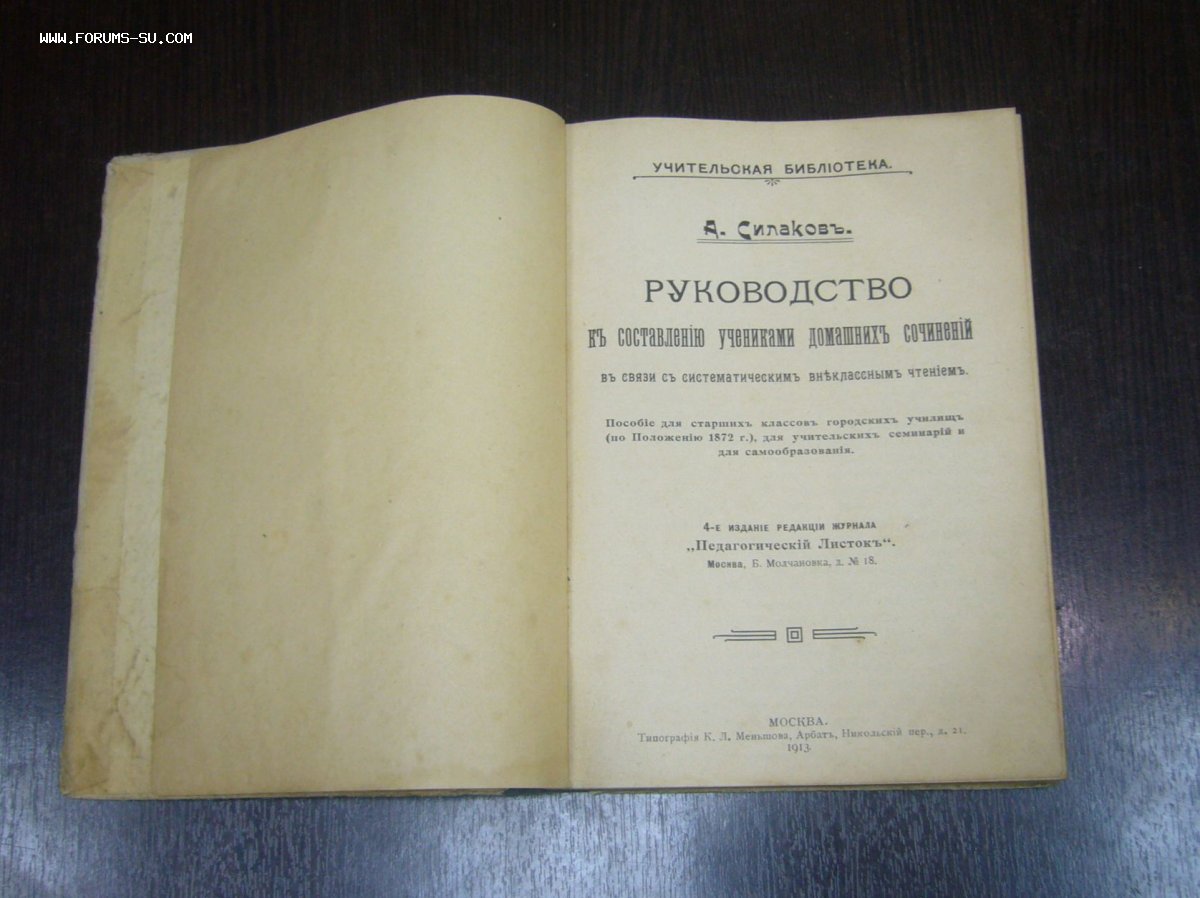 WWW.FORUMS-SU.COM
УЧИТЕЛЬСКАЯ БИБЛІОТЕКА.
А. Силаковъ.
РУКОВОДСТВО
къ составленію учениками домашнихъ сочиненій
въ связи съ систематическимъ внѣкласснымъ чтеніемъ.
Пособіе для старшихъ классовъ городскихъ училищъ
(по Положенію 1872 г.), для учительскихъ семинарій и
для самообразованія.
4-Е ИЗДАНІЕ РЕДАКЦІИ ЖУРНАЛА
„Педагогическій Листокъ“.
Москва, Б. Молчановка, д. № 18.
МОСКВА.
Типографія К. Л. Меньшова, Арбатъ, Никольскій пер., д. 21.
1913.